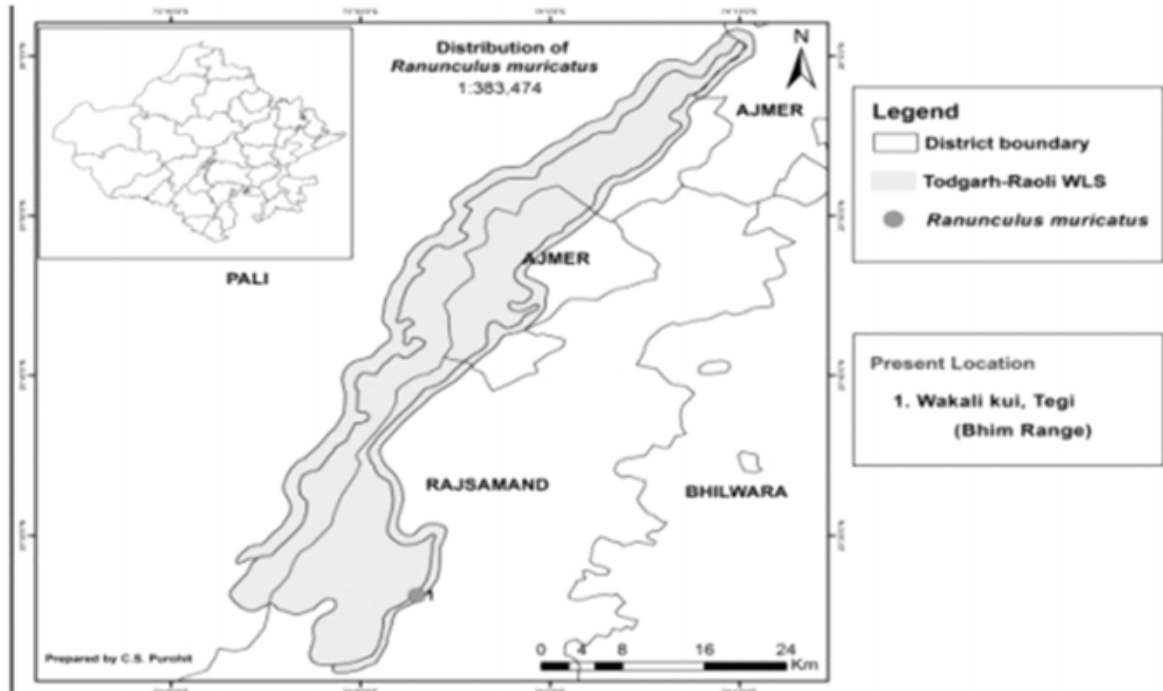 Distribution of
Ranunculus muricatus
1:383,474
N
AJMER
PALI
AJMER
RAJSAMAND
BHILWARA
1
Prepared by C.S. Purohit
0 4 8 16 24
Km
Legend
District boundary
Todgarh-Raoli WLS
Ranunculus muricatus
Present Location
1. Wakali kui, Tegi
(Bhim Range)